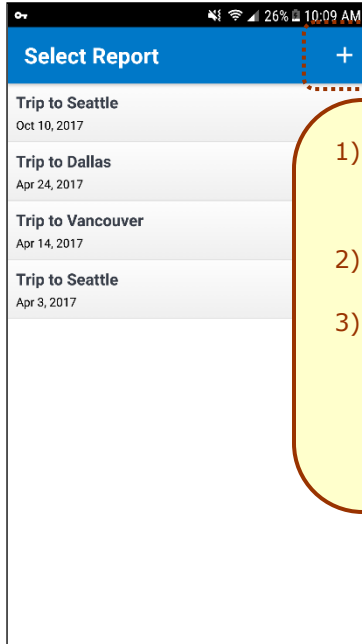 26% 10:09 AM
Select Report +
Trip to Seattle
Oct 10, 2017
Trip to Dallas
Apr 24, 2017
Trip to Vancouver
Apr 14, 2017
Trip to Seattle
Apr 3, 2017
1)
2)
3)